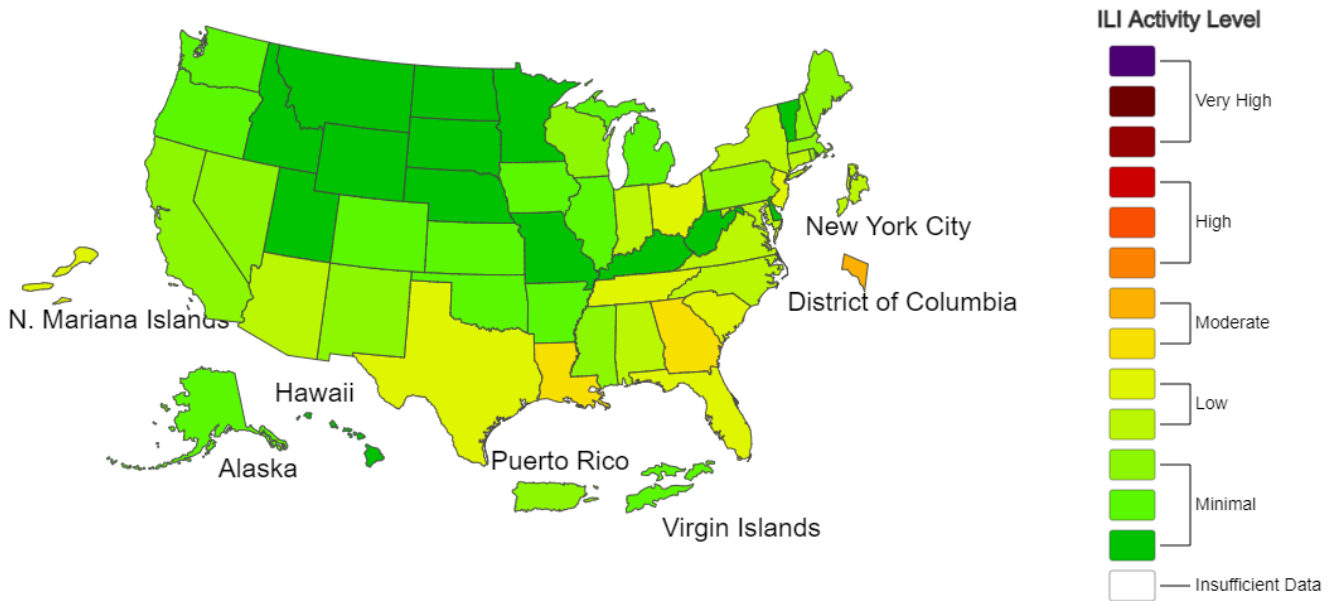 ILI Activity Level
Very High
High
Moderate
Low
Minimal
Insufficient Data
New York City
District of Columbia
N. Mariana Islands
Hawaii
Alaska
Puerto Rico
Virgin Islands